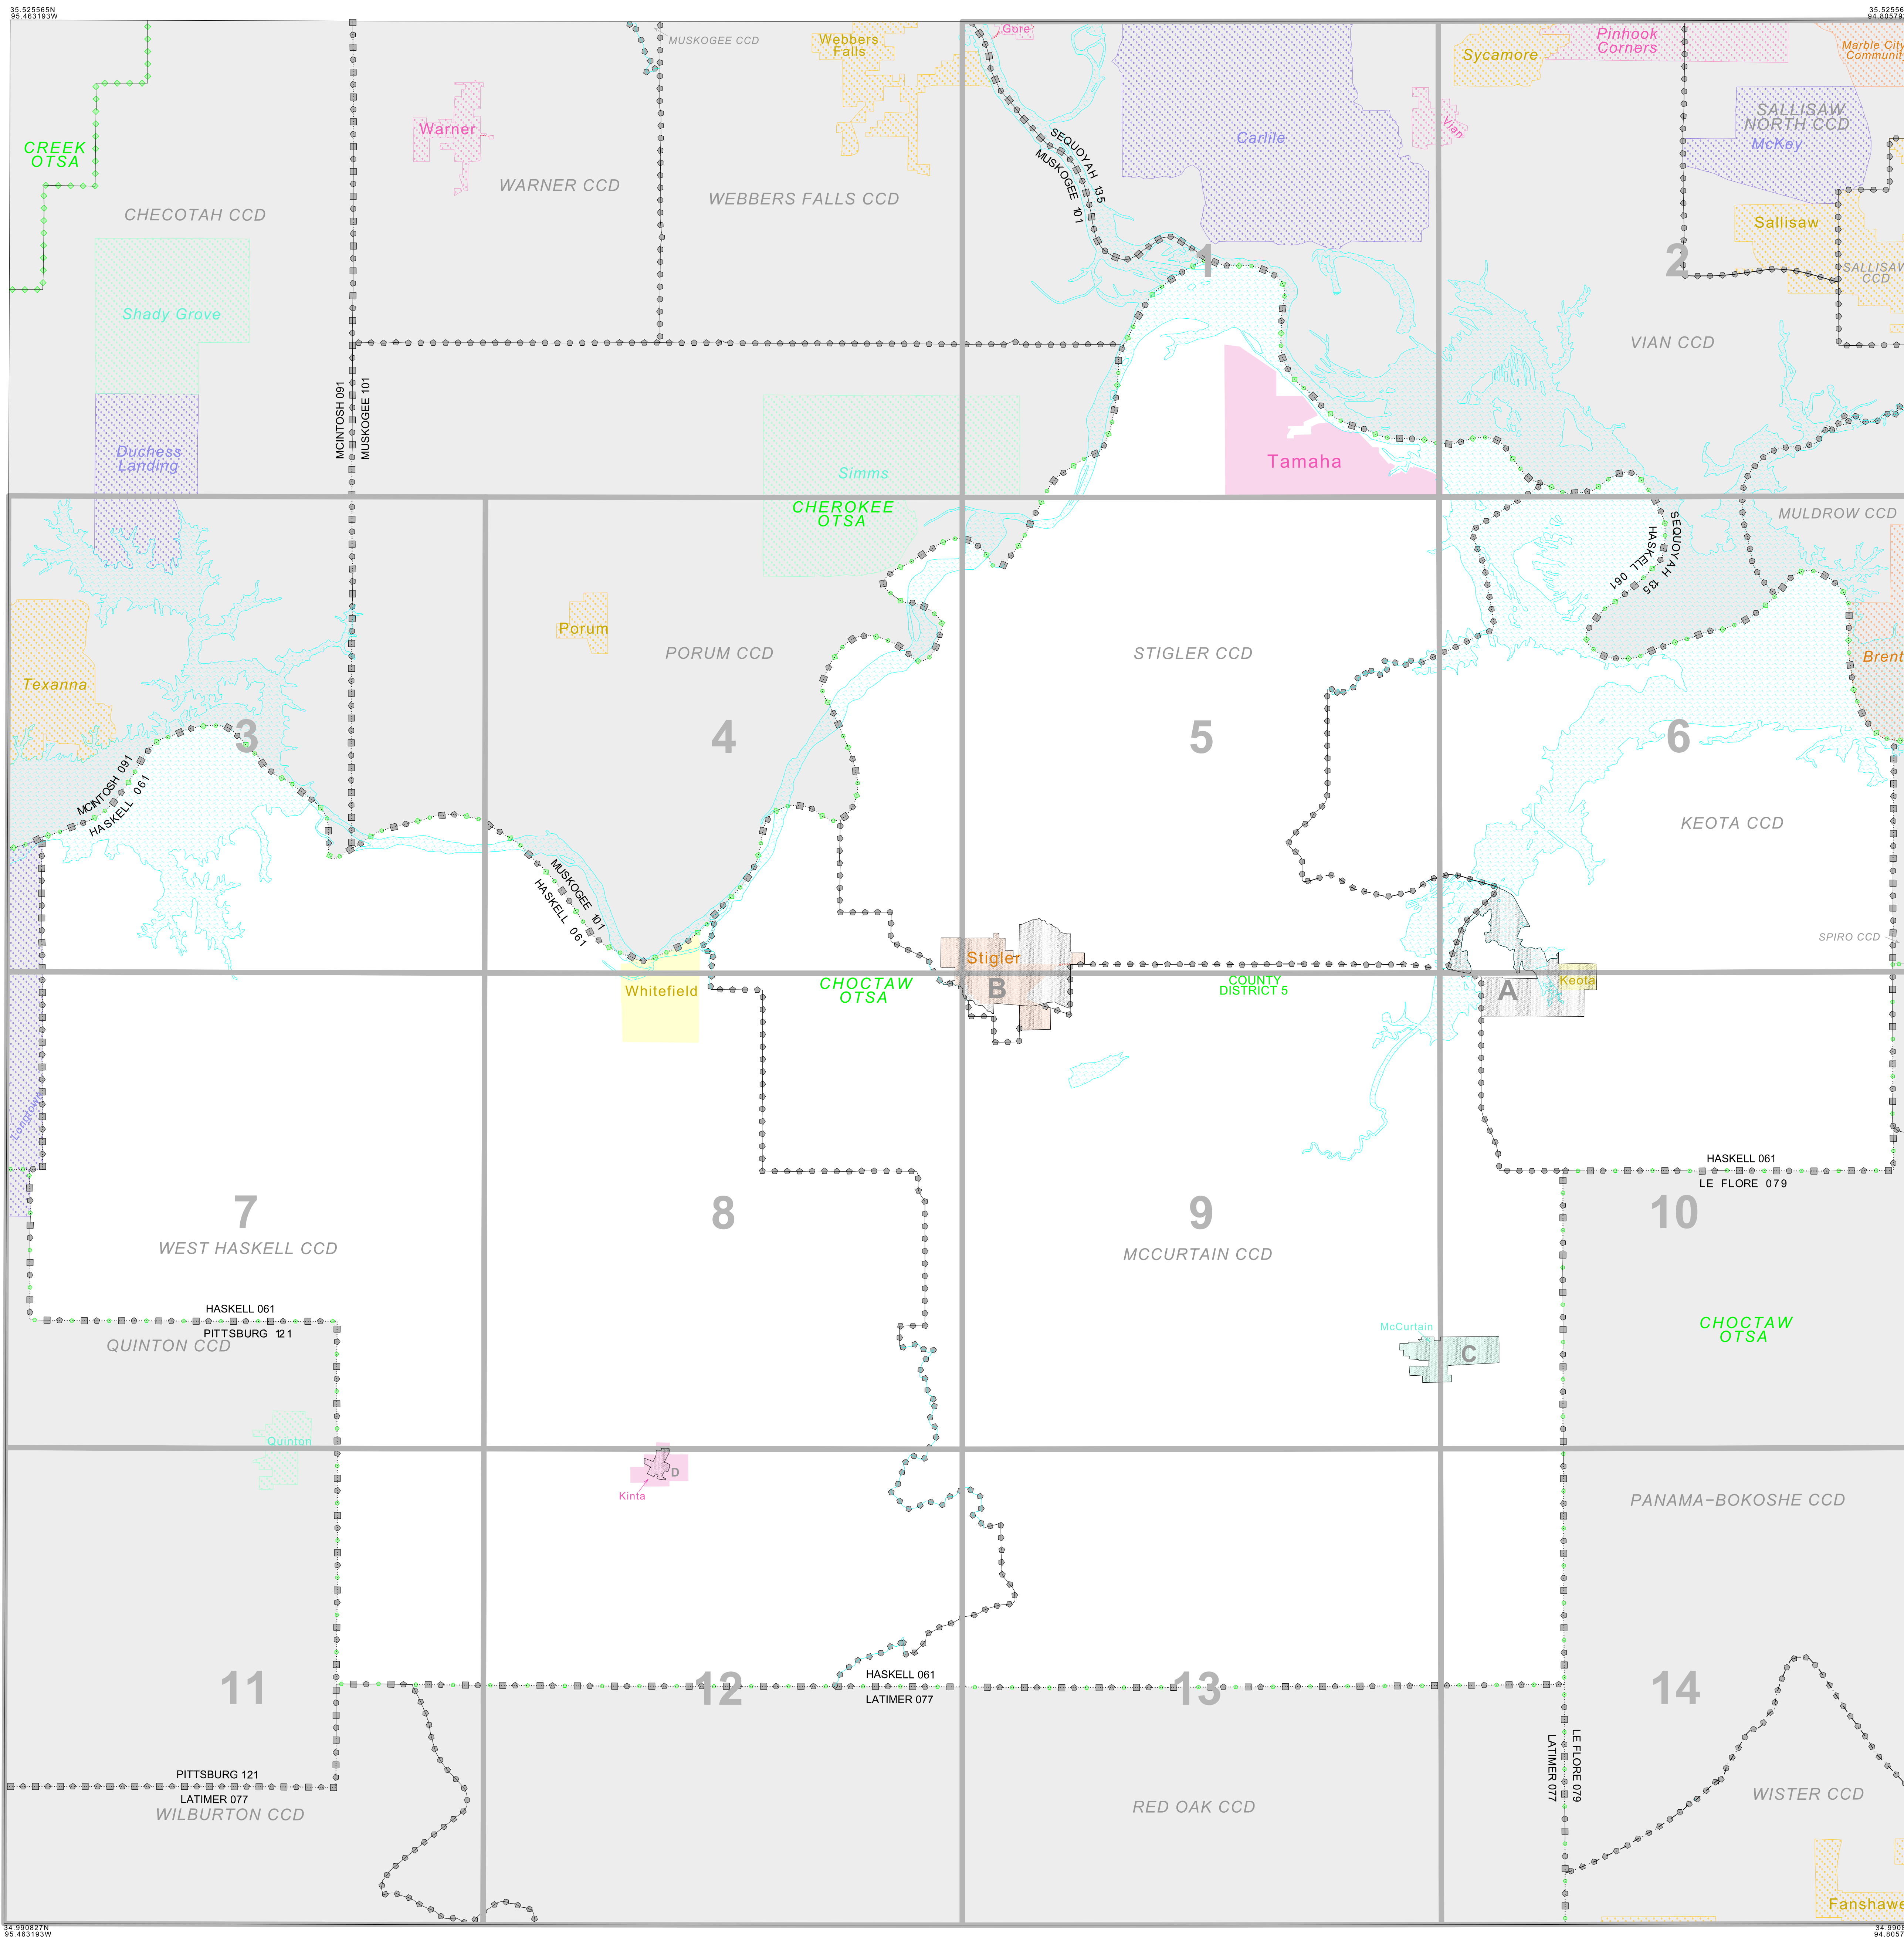 35.525565N
95.463193W
35.52556
94.80579
MUSKOGEE CCD
Webbers
Falls
Gore
Sycamore
Pinhook
Corners
Marble City
Community
Warner
Vian
Carlile
SALLISAW
NORTH CCD
McKey
CREEK
OTSA
SEQUOYAH 135
MUSKOGEE 101
WARNER CCD
WEBBERS FALLS CCD
CHECOTAH CCD
Sallisaw
1
2
SALLISAW
CCD
Shady Grove
VIAN CCD
MCINTOSH 091
MUSKOGEE 101
Duchess
Landing
Simms
Tamaha
CHEROKEE
OTSA
MULDROW CCD
SEQUOYAH 135
HASKELL 061
Porum
PORUM CCD
STIGLER CCD
Brent
Texanna
3
4
5
6
MCINTOSH 091
HASKELL 061
KEOTA CCD
MUSKOGEE 101
HASKELL 061
SPIRO CCD
Stigler
Whitefield
CHOCTAW
OTSA
B
COUNTY
DISTRICT 5
A
Keota
Longtown
HASKELL 061
LE FLORE 079
7
8
9
10
WEST HASKELL CCD
MCCURTAIN CCD
HASKELL 061
PITTSBURG 121
QUINTON CCD
McCurtain
C
CHOCTAW
OTSA
Quinton
D
Kinta
PANAMA-BOKOSHE CCD
HASKELL 061
LATIMER 077
11
12
13
14
LATIMER 077
LE FLORE 079
PITTSBURG 121
LATIMER 077
WILBURTON CCD
RED OAK CCD
WISTER CCD
Fanshawe
34.990827N
95.463193W
34.9908
94.8057